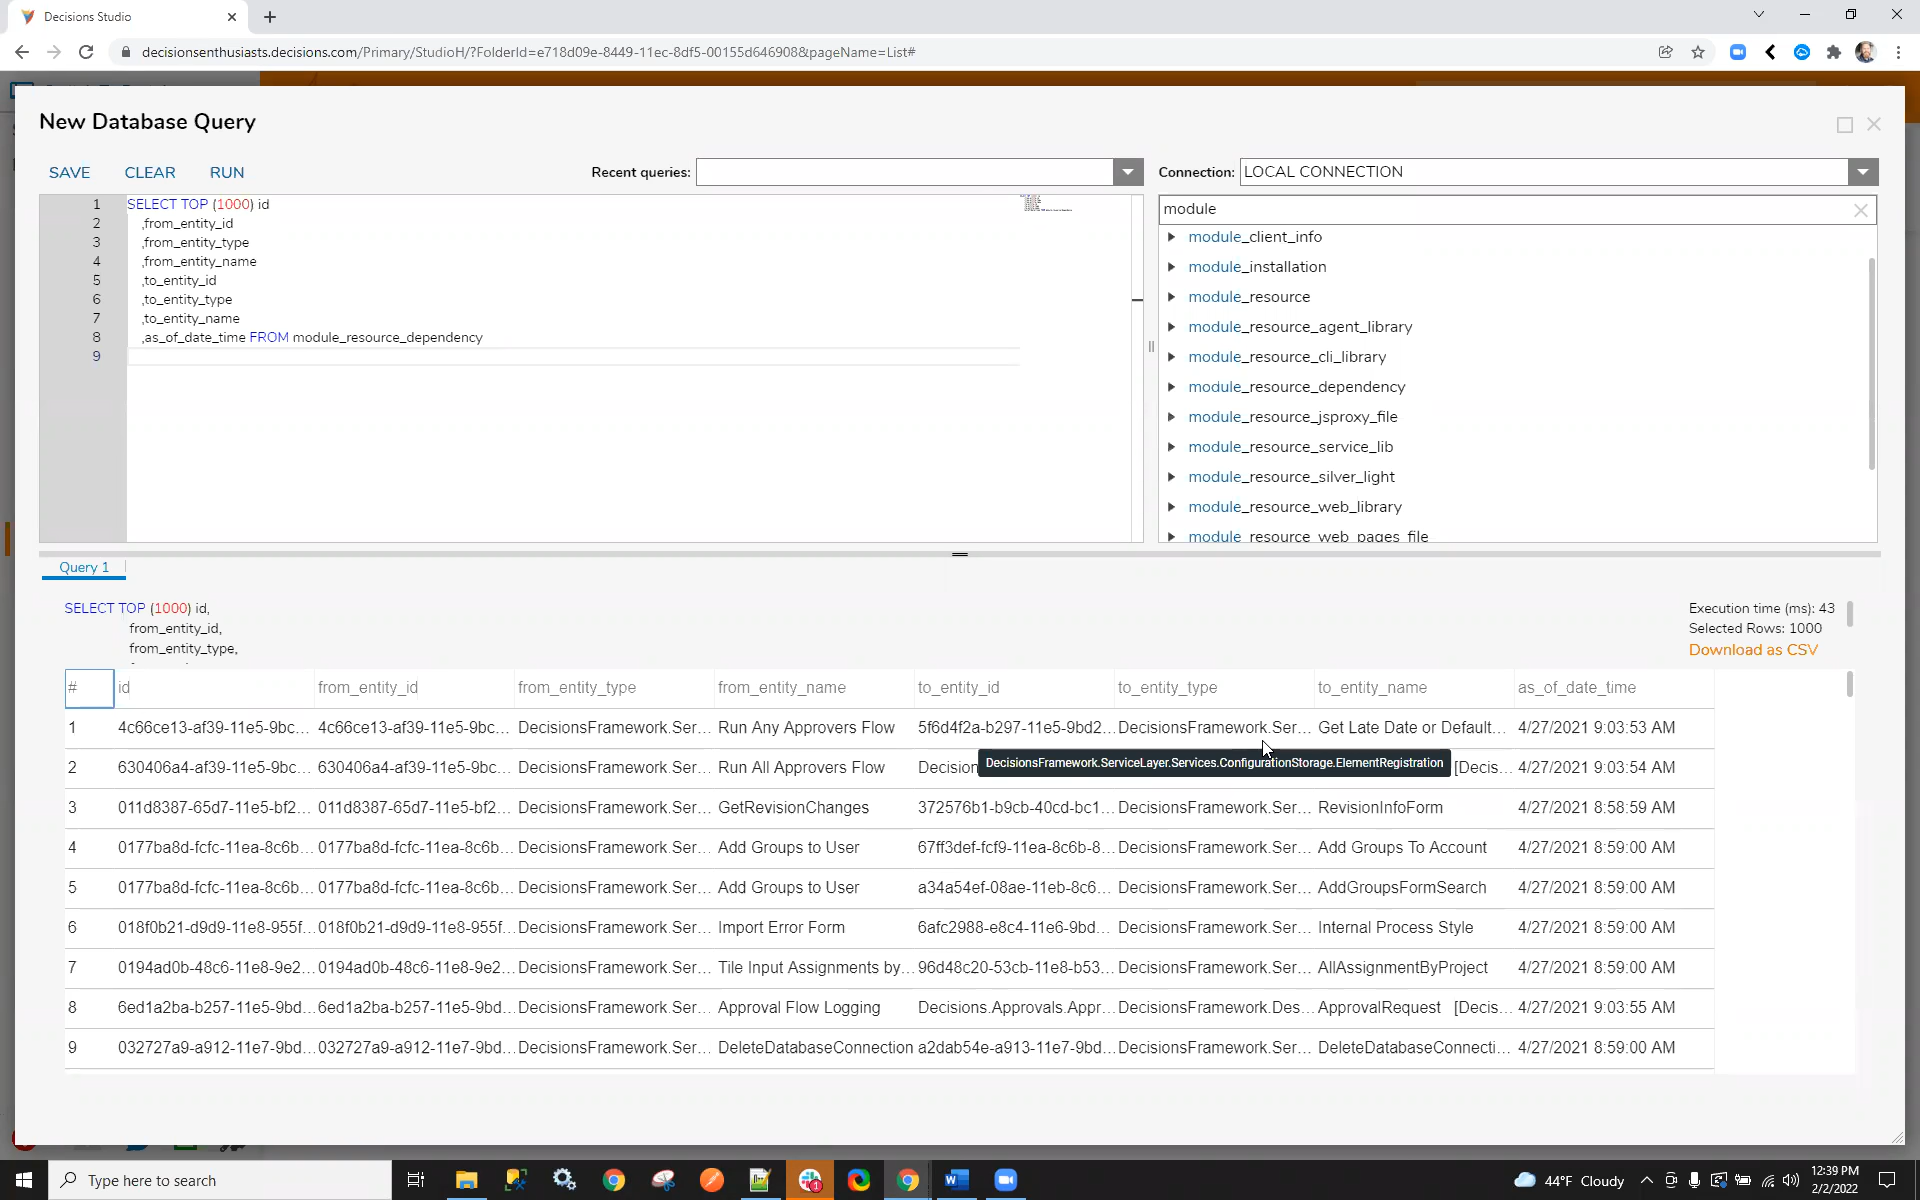 Decisions Studio
decisionsenthusiasts.decisions.com/Primary/StudioH/?FolderId=e718d09e-8449-11ec-8df5-00155d646908&pageName=List#
New Database Query
SAVE CLEAR RUN Recent queries: Connection: LOCAL CONNECTION
1 SELECT TOP (1000) id
2 ,from_entity_id
3 ,from_entity_type
4 ,from_entity_name
5 ,to_entity_id
6 ,to_entity_type
7 ,to_entity_name
8 ,as_of_date_time FROM module_resource_dependency
9
module
module_client_info
module_installation
module_resource
module_resource_agent_library
module_resource_cli_library
module_resource_dependency
module_resource_jsproxy_file
module_resource_service_lib
module_resource_silver_light
module_resource_web_library
module_resource_web_pages_file
Query 1
SELECT TOP (1000) id,
from_entity_id,
from_entity_type,
Execution time (ms): 43
Selected Rows: 1000
Download as CSV
# id from_entity_id from_entity_type from_entity_name to_entity_id to_entity_type to_entity_name as_of_date_time
1 4c66ce13-af39-11e5-9bc... 4c66ce13-af39-11e5-9bc... DecisionsFramework.Ser... Run Any Approvers Flow 5f6d4f2a-b297-11e5-9bd2... DecisionsFramework.Ser... Get Late Date or Default... 4/27/2021 9:03:53 AM
2 630406a4-af39-11e5-9bc... 630406a4-af39-11e5-9bc... DecisionsFramework.Ser... Run All Approvers Flow Decision [Decis... 4/27/2021 9:03:54 AM
DecisionsFramework.ServiceLayer.Services.ConfigurationStorage.ElementRegistration
3 011d8387-65d7-11e5-bf2... 011d8387-65d7-11e5-bf2... DecisionsFramework.Ser... GetRevisionChanges 372576b1-b9cb-40cd-bc1... DecisionsFramework.Ser... RevisionInfoForm 4/27/2021 8:58:59 AM
4 0177ba8d-fcfc-11ea-8c6b... 0177ba8d-fcfc-11ea-8c6b... DecisionsFramework.Ser... Add Groups to User 67ff3def-fcf9-11ea-8c6b-8... DecisionsFramework.Ser... Add Groups To Account 4/27/2021 8:59:00 AM
5 0177ba8d-fcfc-11ea-8c6b... 0177ba8d-fcfc-11ea-8c6b... DecisionsFramework.Ser... Add Groups to User a34a54ef-08ae-11eb-8c6... DecisionsFramework.Ser... AddGroupsFormSearch 4/27/2021 8:59:00 AM
6 018f0b21-d9d9-11e8-955f... 018f0b21-d9d9-11e8-955f... DecisionsFramework.Ser... Import Error Form 6afc2988-e8c4-11e6-9bd... DecisionsFramework.Ser... Internal Process Style 4/27/2021 8:59:00 AM
7 0194ad0b-48c6-11e8-9e2... 0194ad0b-48c6-11e8-9e2... DecisionsFramework.Ser... Tile Input Assignments by... 96d48c20-53cb-11e8-b53... DecisionsFramework.Ser... AllAssignmentByProject 4/27/2021 8:59:00 AM
8 6ed1a2ba-b257-11e5-9bd... 6ed1a2ba-b257-11e5-9bd... DecisionsFramework.Ser... Approval Flow Logging Decisions.Approvals.Appr... DecisionsFramework.Des... ApprovalRequest [Decis... 4/27/2021 9:03:55 AM
9 032727a9-a912-11e7-9bd... 032727a9-a912-11e7-9bd... DecisionsFramework.Ser... DeleteDatabaseConnection a2dab54e-a913-11e7-9bd... DecisionsFramework.Ser... DeleteDatabaseConnecti... 4/27/2021 8:59:00 AM
Type here to search 44°F Cloudy 12:39 PM
2/2/2022